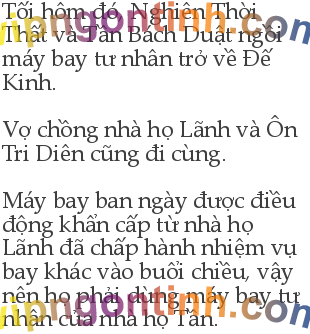 Tối hôm đó, Nghiên Thời
Thất và Tần Bách Duật ngồi
máy bay tư nhân trở về Đế
Kinh.
Vợ chồng nhà họ Lãnh và Ôn
Tri Diên cũng đi cùng.
Máy bay ban ngày được điều
động khẩn cấp từ nhà họ
Lãnh đã chấp hành nhiệm vụ
bay khác vào buổi chiều, vậy
nên họ phải dùng máy bay tư
nhân của nhà họ Tần.
vipngontinh.com
vipngontinh.com